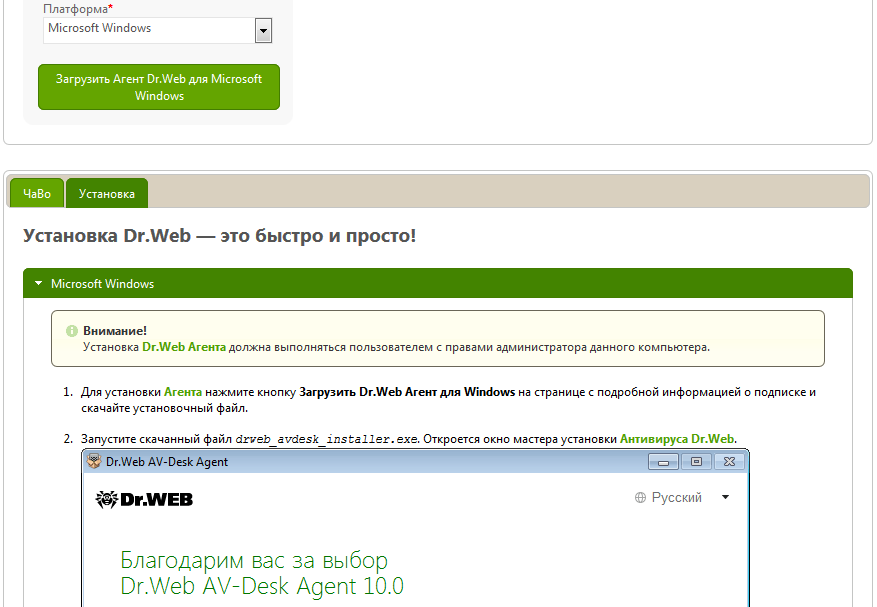 Платформа*
Microsoft Windows
Загрузить Агент Dr.Web для Microsoft
Windows
ЧаВо
Установка
Установка Dr.Web — это быстро и просто!
Microsoft Windows
Внимание!
Установка Dr.Web Агента должна выполняться пользователем с правами администратора данного компьютера.
1. Для установки Агента нажмите кнопку Загрузить Dr.Web Агент для Windows на странице с подробной информацией о подписке и
скачайте установочный файл.
2. Запустите скачанный файл drweb_avdesk_installer.exe. Откроется окно мастера установки Антивируса Dr.Web.
Dr.Web AV-Desk Agent
Dr.WEB
Русский
Благодарим вас за выбор
Dr.Web AV-Desk Agent 10.0